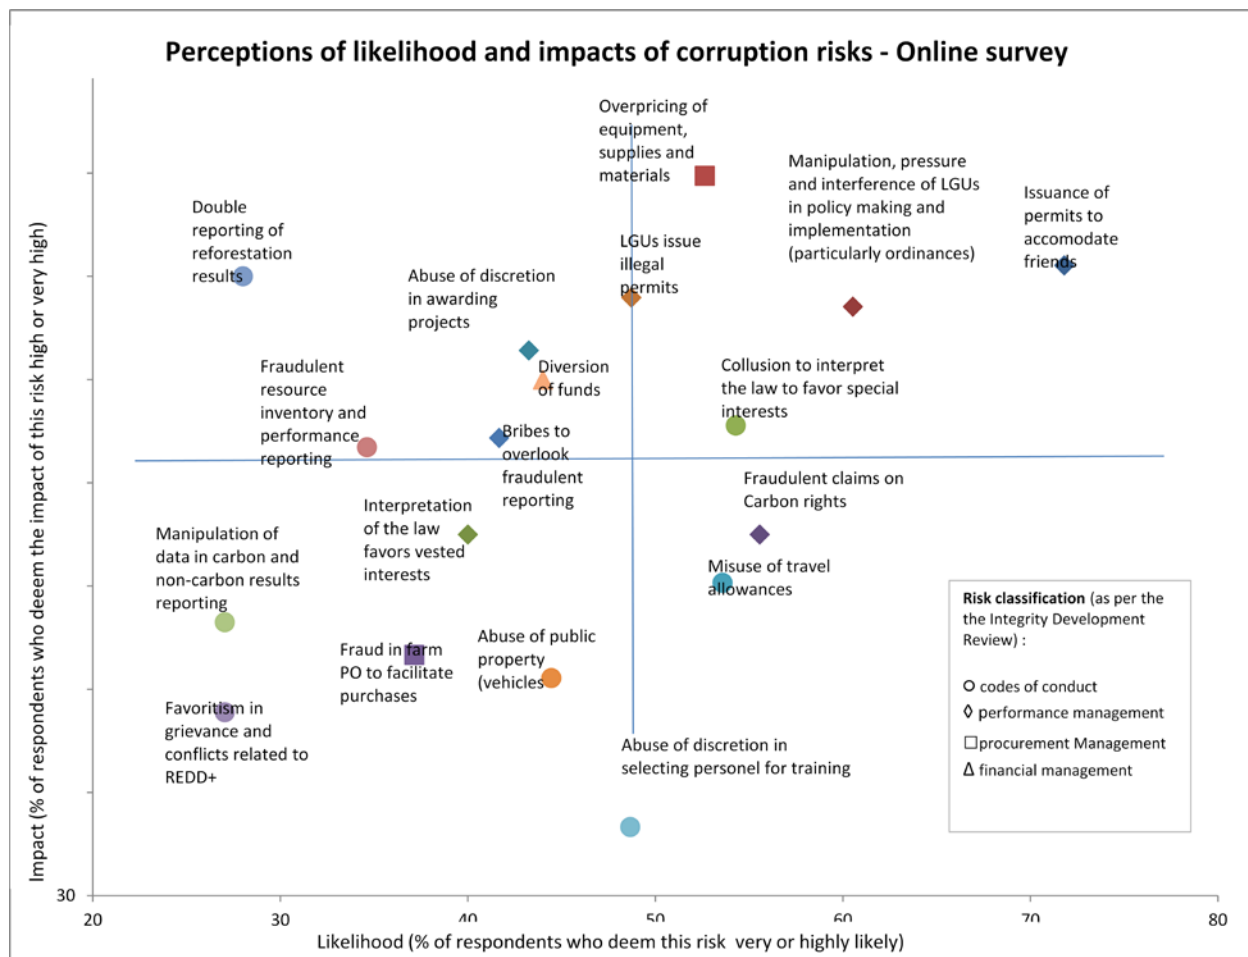 Perceptions of likelihood and impacts of corruption risks - Online survey
Impact (% of respondents who deem the impact of this risk high or very high)
Overpricing of
equipment,
supplies and
materials
Manipulation, pressure
and interference of LGUs
in policy making and
implementation
(particularly ordinances)
Issuance of
permits to
accomodate
friends
Double
reporting of
reforestation
results
LGUs issue
illegal
permits
Abuse of discretion
in awarding
projects
Fraudulent
resource
inventory and
performance
reporting
Diversion
of funds
Collusion to interpret
the law to favor special
interests
Bribes to
overlook
fraudulent
reporting
Fraudulent claims on
Carbon rights
Interpretation
of the law
favors vested
interests
Manipulation of
data in carbon and
non-carbon results
reporting
Misuse of travel
allowances
Fraud in farm
PO to facilitate
purchases
Abuse of public
property
(vehicles
Favoritism in
grievance and
conflicts related to
REDD+
Abuse of discretion in
selecting personel for training
Risk classification (as per the
the Integrity Development
Review) :
codes of conduct
performance management
procurement Management
financial management
30
20 30 40 50 60 70 80
Likelihood (% of respondents who deem this risk very or highly likely)